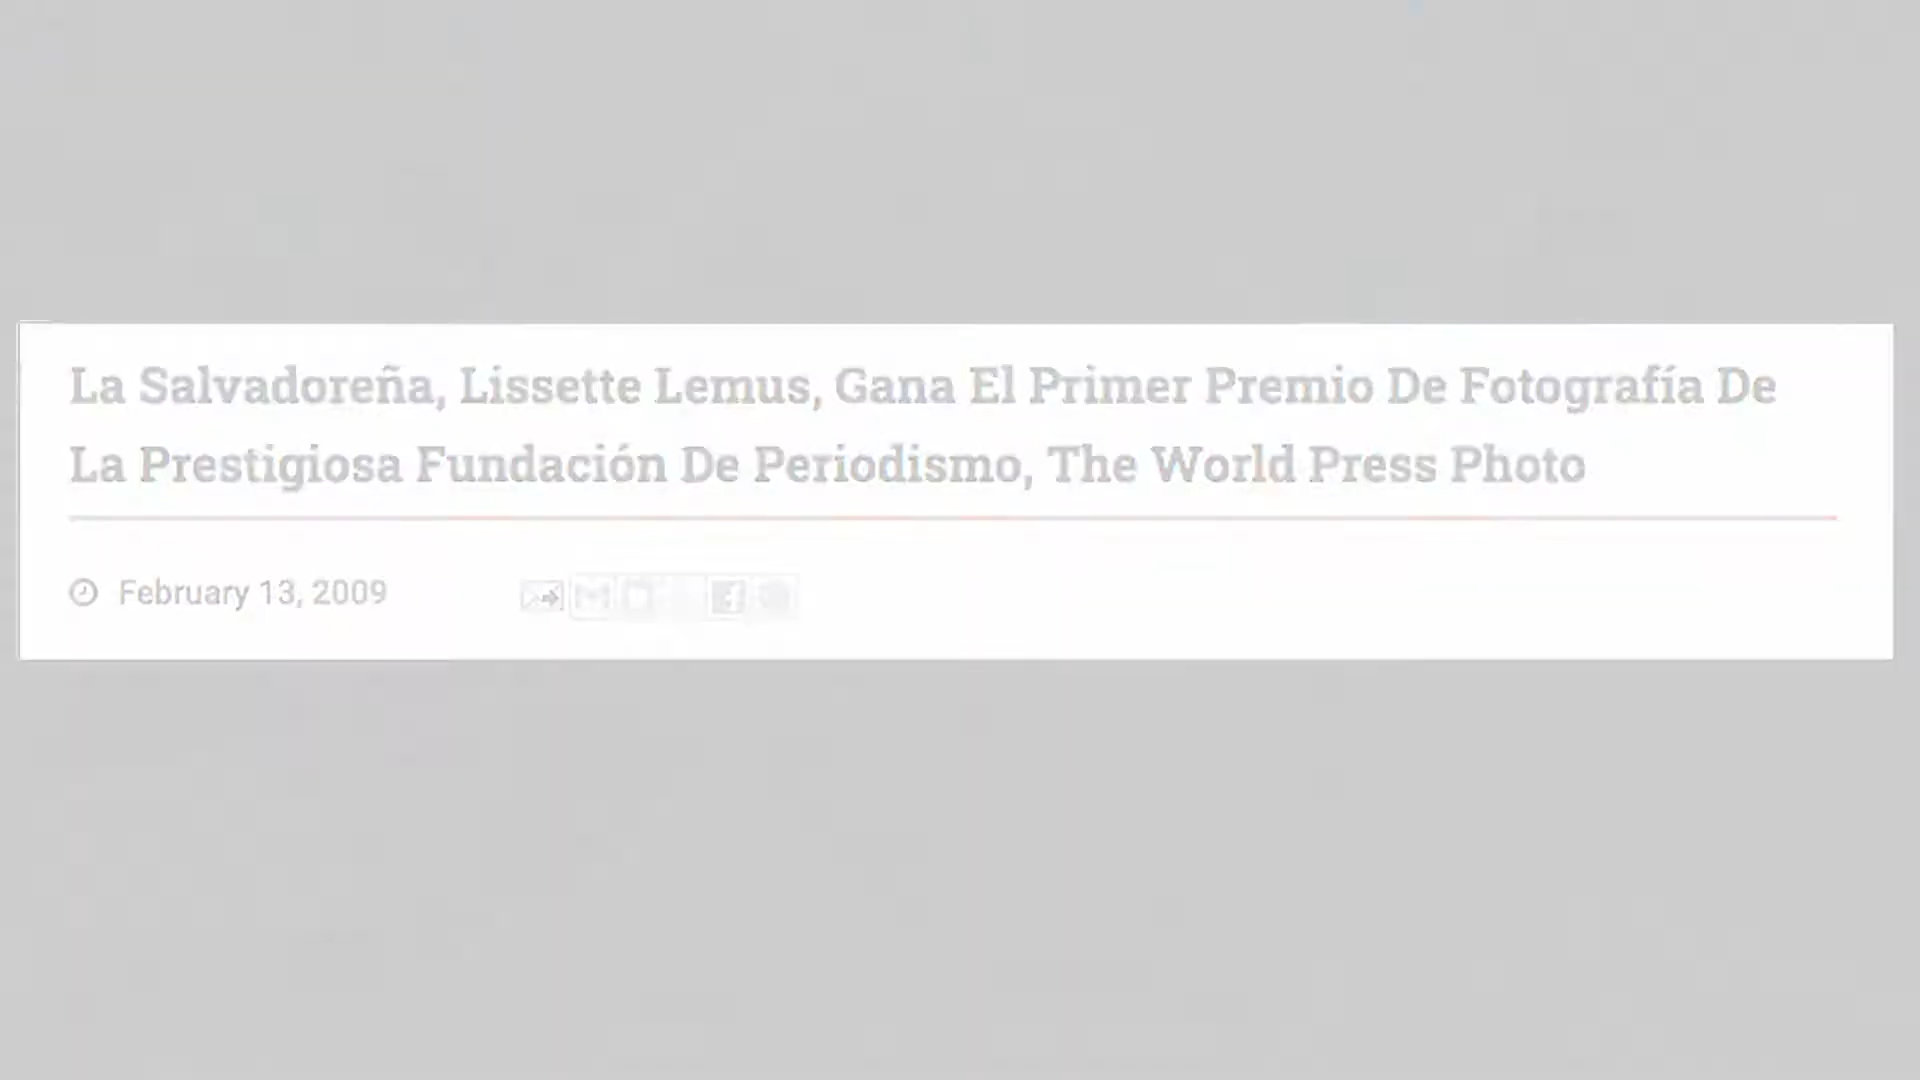 La Salvadoreña, Lissette Lemus, Gana El Primer Premio De Fotografía De
La Prestigiosa Fundación De Periodismo, The World Press Photo
February 13, 2009